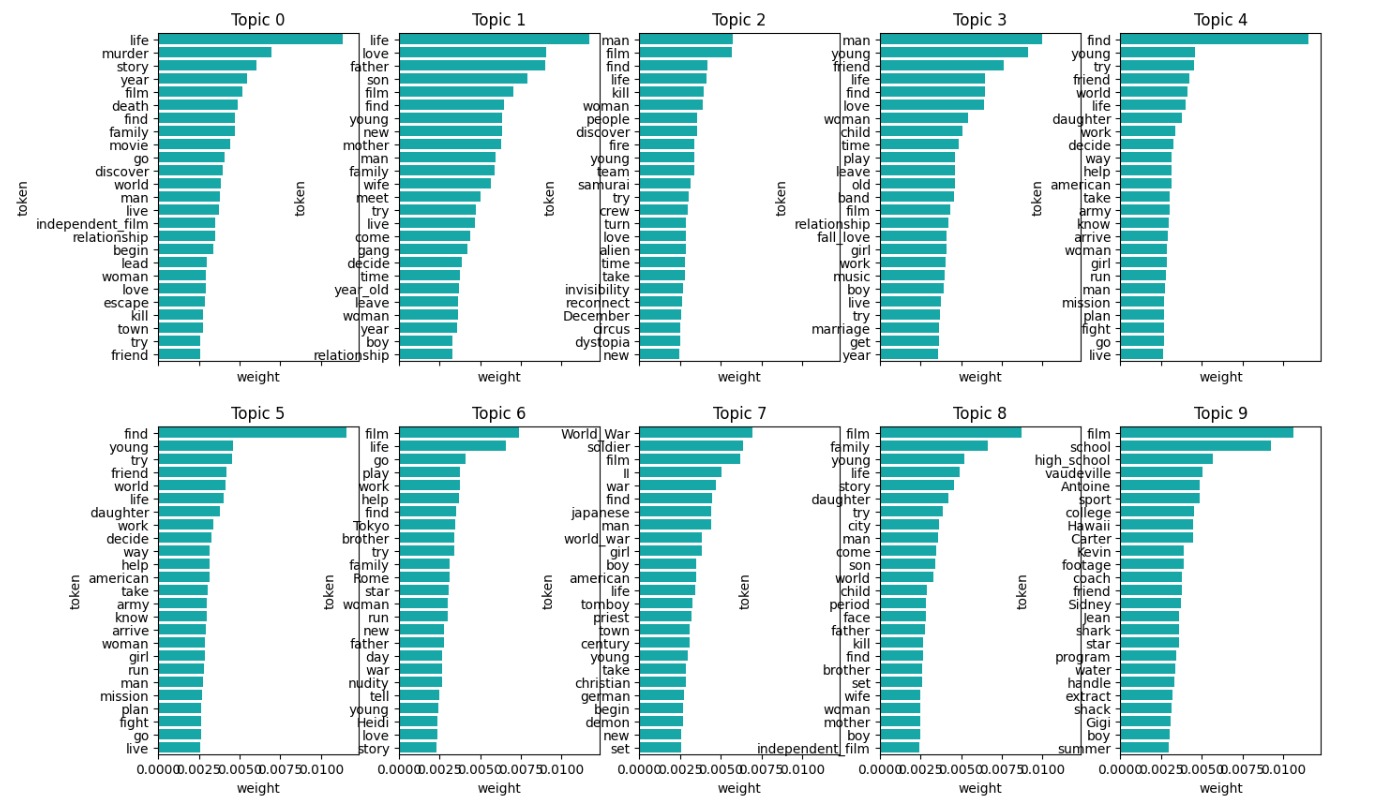 Topic 0
life
murder
story
year
film
death
find
family
movie
go
discover
world
man
live
independent_film
relationship
begin
lead
woman
love
escape
kill
town
try
friend
token
weight
Topic 1
life
love
father
son
film
find
young
new
mother
man
family
wife
meet
try
live
come
gang
decide
time
year_old
leave
woman
year
boy
relationship
token
weight
Topic 2
man
film
find
life
kill
woman
people
discover
fire
young
team
samurai
try
crew
turn
love
alien
time
take
invisibility
reconnect
December
circus
dystopia
new
token
weight
Topic 3
man
young
friend
life
find
love
woman
child
time
play
leave
old
band
film
relationship
fall_love
girl
work
music
boy
live
try
marriage
get
year
token
weight
Topic 4
find
young
try
friend
world
life
daughter
work
decide
way
help
american
take
army
know
arrive
woman
girl
run
man
mission
plan
fight
go
live
token
weight
Topic 5
find
young
try
friend
world
life
daughter
work
decide
way
help
american
take
army
know
arrive
woman
girl
run
man
mission
plan
fight
go
live
token
0.0000 0.0025 0.0050 0.0075 0.0100
weight
Topic 6
film
life
go
play
work
help
find
Tokyo
brother
try
family
Rome
star
woman
run
new
father
day
war
nudity
tell
young
Heidi
love
story
token
0.0000 0.0025 0.0050 0.0075 0.0100
weight
Topic 7
World_War
soldier
film
II
war
find
japanese
man
world_war
girl
boy
american
life
tomboy
priest
town
century
young
take
christian
german
begin
demon
new
set
token
0.0000 0.0025 0.0050 0.0075 0.0100
weight
Topic 8
film
family
young
life
story
daughter
try
city
man
come
son
world
child
period
face
father
kill
find
brother
set
wife
woman
mother
boy
independent_film
token
0.0000 0.0025 0.0050 0.0075 0.0100
weight
Topic 9
film
school
high_school
vaudeville
Antoine
sport
college
Hawaii
Carter
Kevin
footage
coach
friend
Sidney
Jean
shark
star
program
water
handle
extract
shack
Gigi
boy
summer
token
0.0000 0.0025 0.0050 0.0075 0.0100
weight